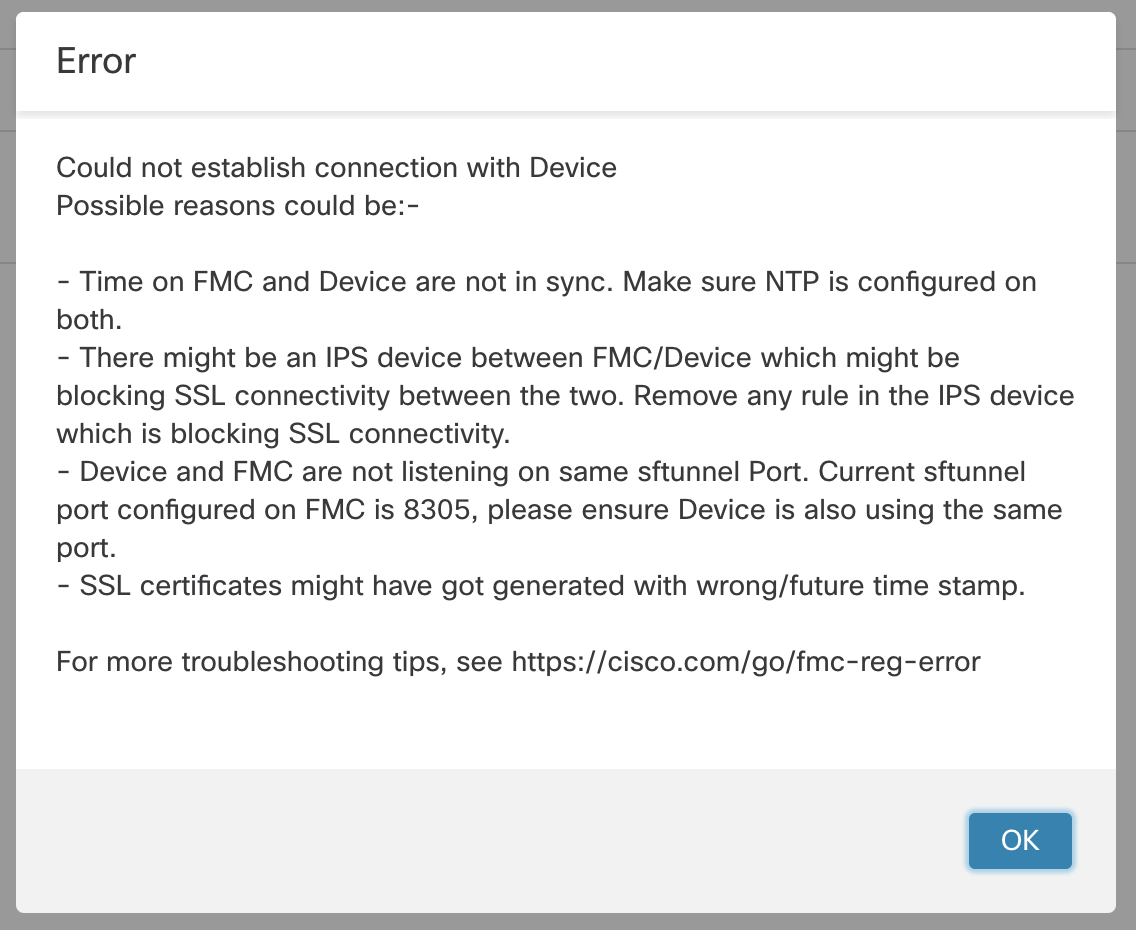 Error
Could not establish connection with Device
Possible reasons could be:-
- Time on FMC and Device are not in sync. Make sure NTP is configured on
both.
- There might be an IPS device between FMC/Device which might be
blocking SSL connectivity between the two. Remove any rule in the IPS device
which is blocking SSL connectivity.
- Device and FMC are not listening on same sftunnel Port. Current sftunnel
port configured on FMC is 8305, please ensure Device is also using the same
port.
- SSL certificates might have got generated with wrong/future time stamp.
For more troubleshooting tips, see https://cisco.com/go/fmc-reg-error
OK